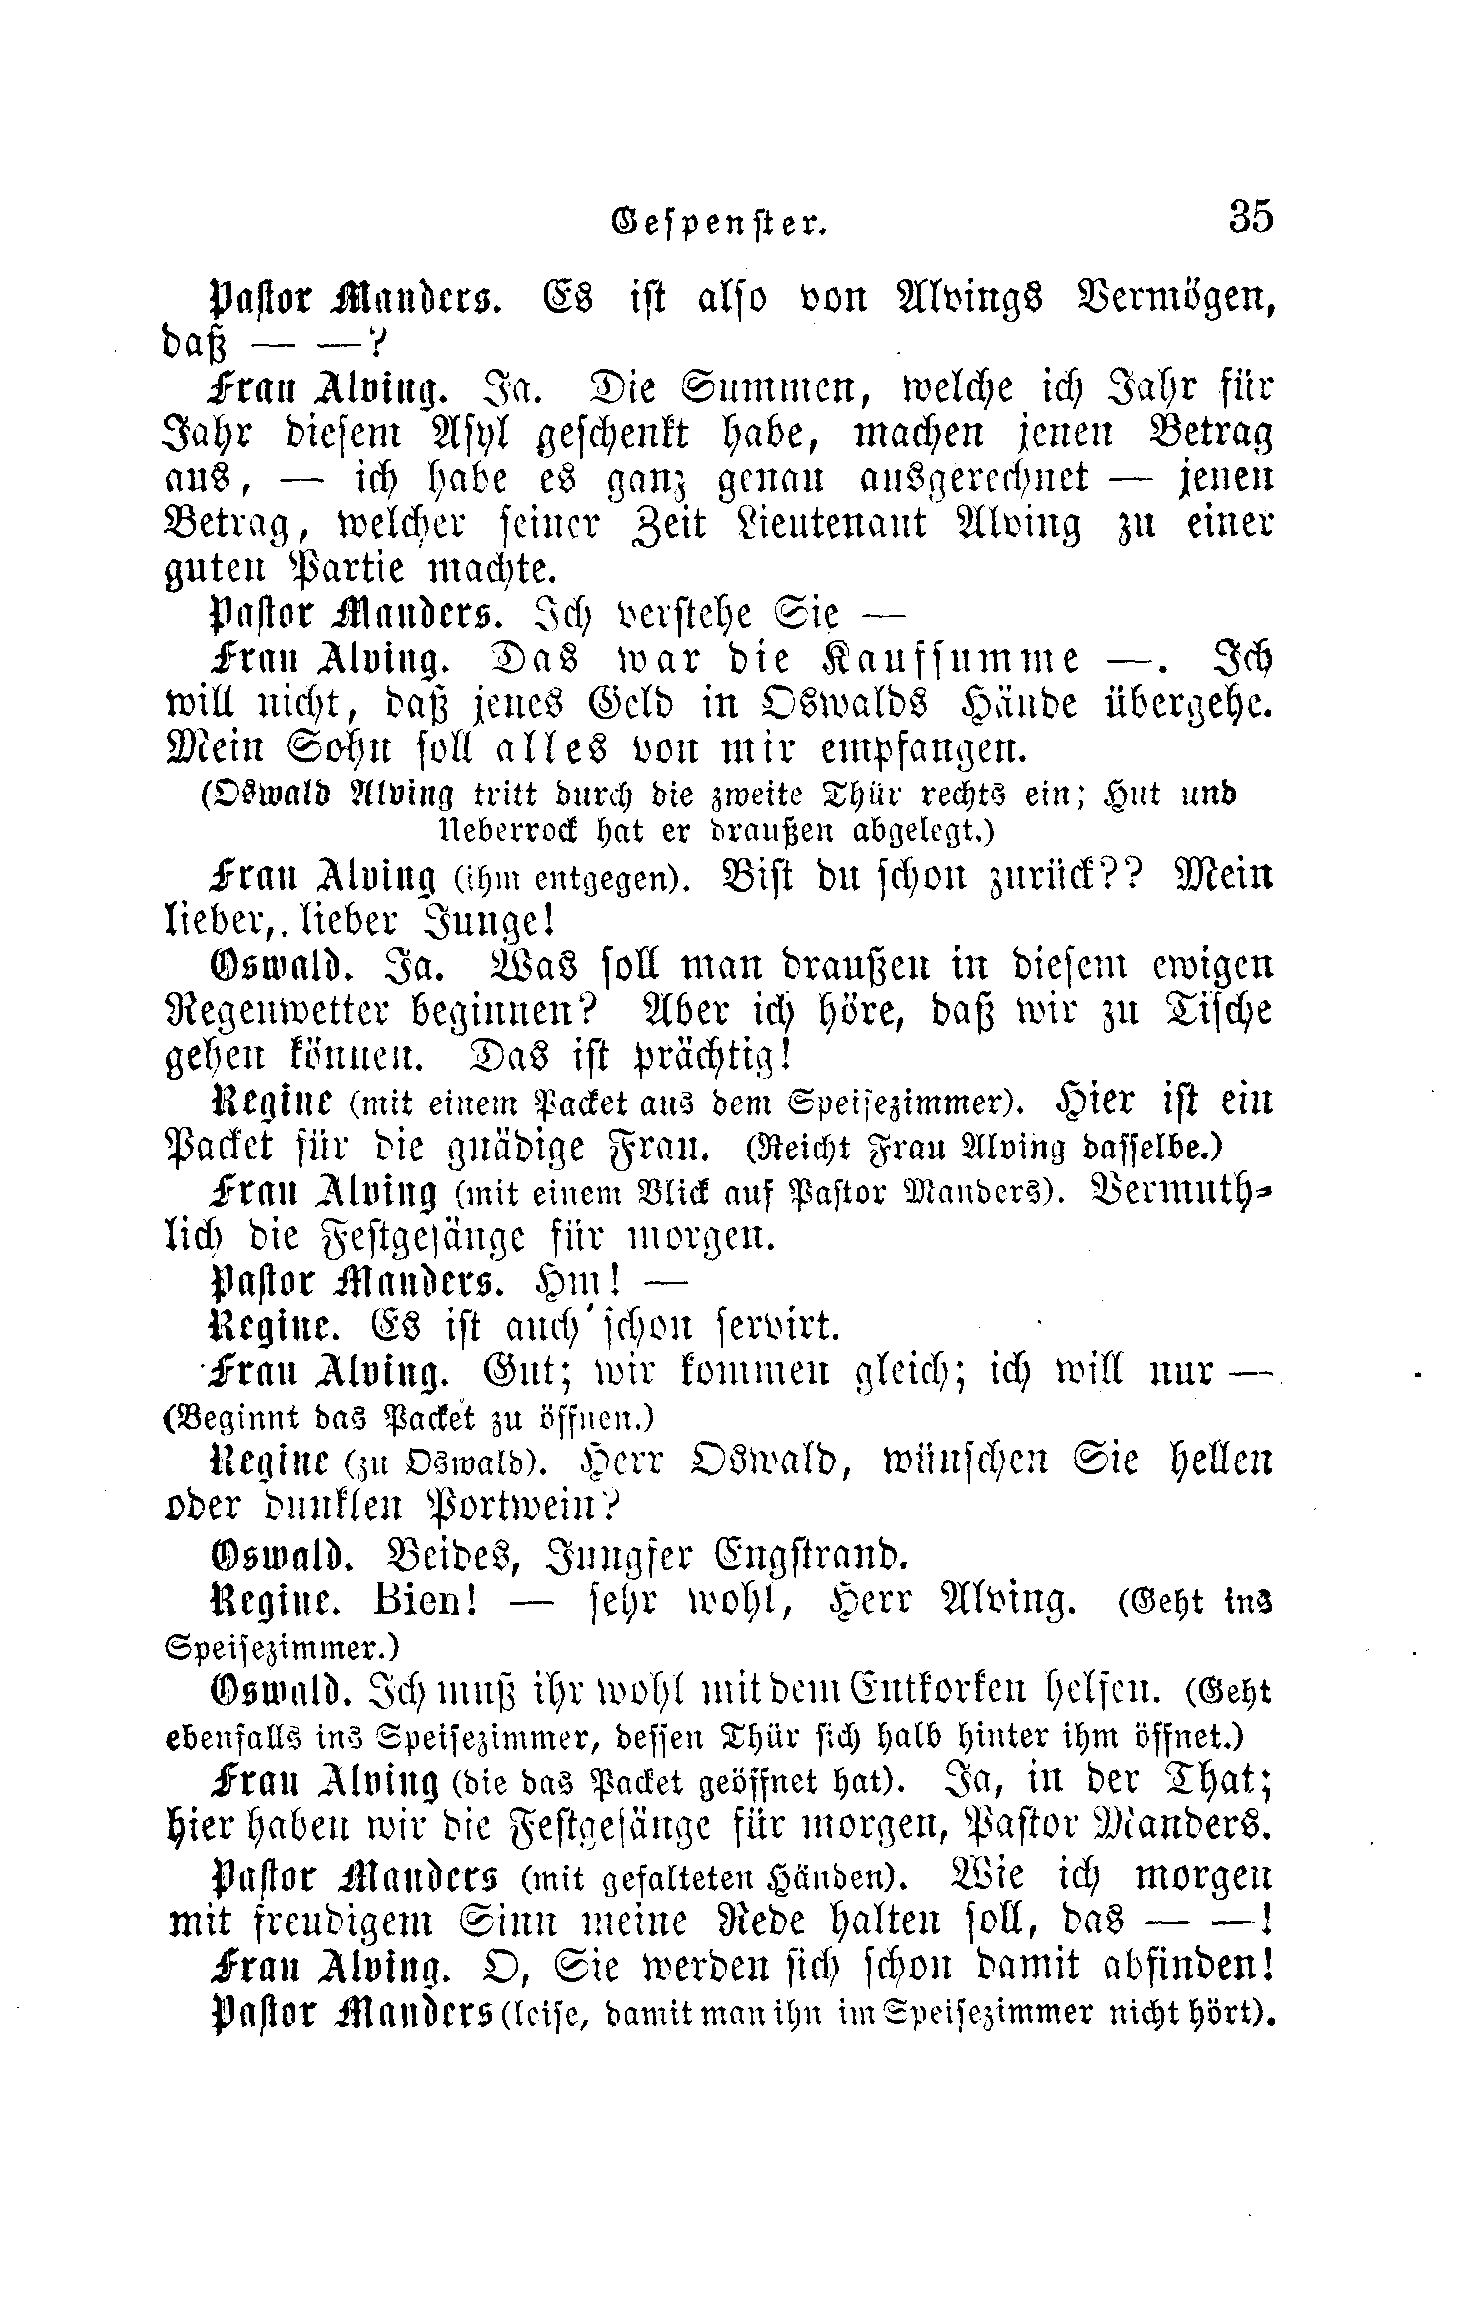 Gespenster. 35
Pastor Manders. Es ist also von Alvings Vermögen,
daß — —?
Frau Alving. Ja. Die Summen, welche ich Jahr für
Jahr diesem Asyl geschenkt habe, machen jenen Betrag
aus, — ich habe es ganz genau ausgerechnet — jenen
Betrag, welcher seiner Zeit Lieutenant Alving zu einer
guten Partie machte.
Pastor Manders. Ich verstehe Sie —
Frau Alving. Das war die Kaufsumme —. Ich
will nicht, daß jenes Geld in Oswalds Hände übergehe.
Mein Sohn soll alles von mir empfangen.
(Oswald Alving tritt durch die zweite Thür rechts ein; Hut und
Ueberrock hat er draußen abgelegt.)
Frau Alving (ihm entgegen). Bist du schon zurück?? Mein
lieber, lieber Junge!
Oswald. Ja. Was soll man draußen in diesem ewigen
Regenwetter beginnen? Aber ich höre, daß wir zu Tische
gehen können. Das ist prächtig!
Regine (mit einem Packet aus dem Speisezimmer). Hier ist ein
Packet für die gnädige Frau. (Reicht Frau Alving dasselbe.)
Frau Alving (mit einem Blick auf Pastor Manders). Vermuth-
lich die Festgesänge für morgen.
Pastor Manders. Hm! —
Regine. Es ist auch schon servirt.
Frau Alving. Gut; wir kommen gleich; ich will nur —
(Beginnt das Packet zu öffnen.)
Regine (zu Oswald). Herr Oswald, wünschen Sie hellen
oder dunklen Portwein?
Oswald. Beides, Jungfer Engstrand.
Regine. Bien! — sehr wohl, Herr Alving. (Geht ins
Speisezimmer.)
Oswald. Ich muß ihr wohl mit dem Entkorken helfen. (Geht
ebenfalls ins Speisezimmer, dessen Thür sich halb hinter ihm öffnet.)
Frau Alving (die das Packet geöffnet hat). Ja, in der That;
hier haben wir die Festgesänge für morgen, Pastor Manders.
Pastor Manders (mit gefalteten Händen). Wie ich morgen
mit freudigem Sinn meine Rede halten soll, das — —!
Frau Alving. O, Sie werden sich schon damit abfinden!
Pastor Manders (leise, damit man ihn im Speisezimmer nicht hört).